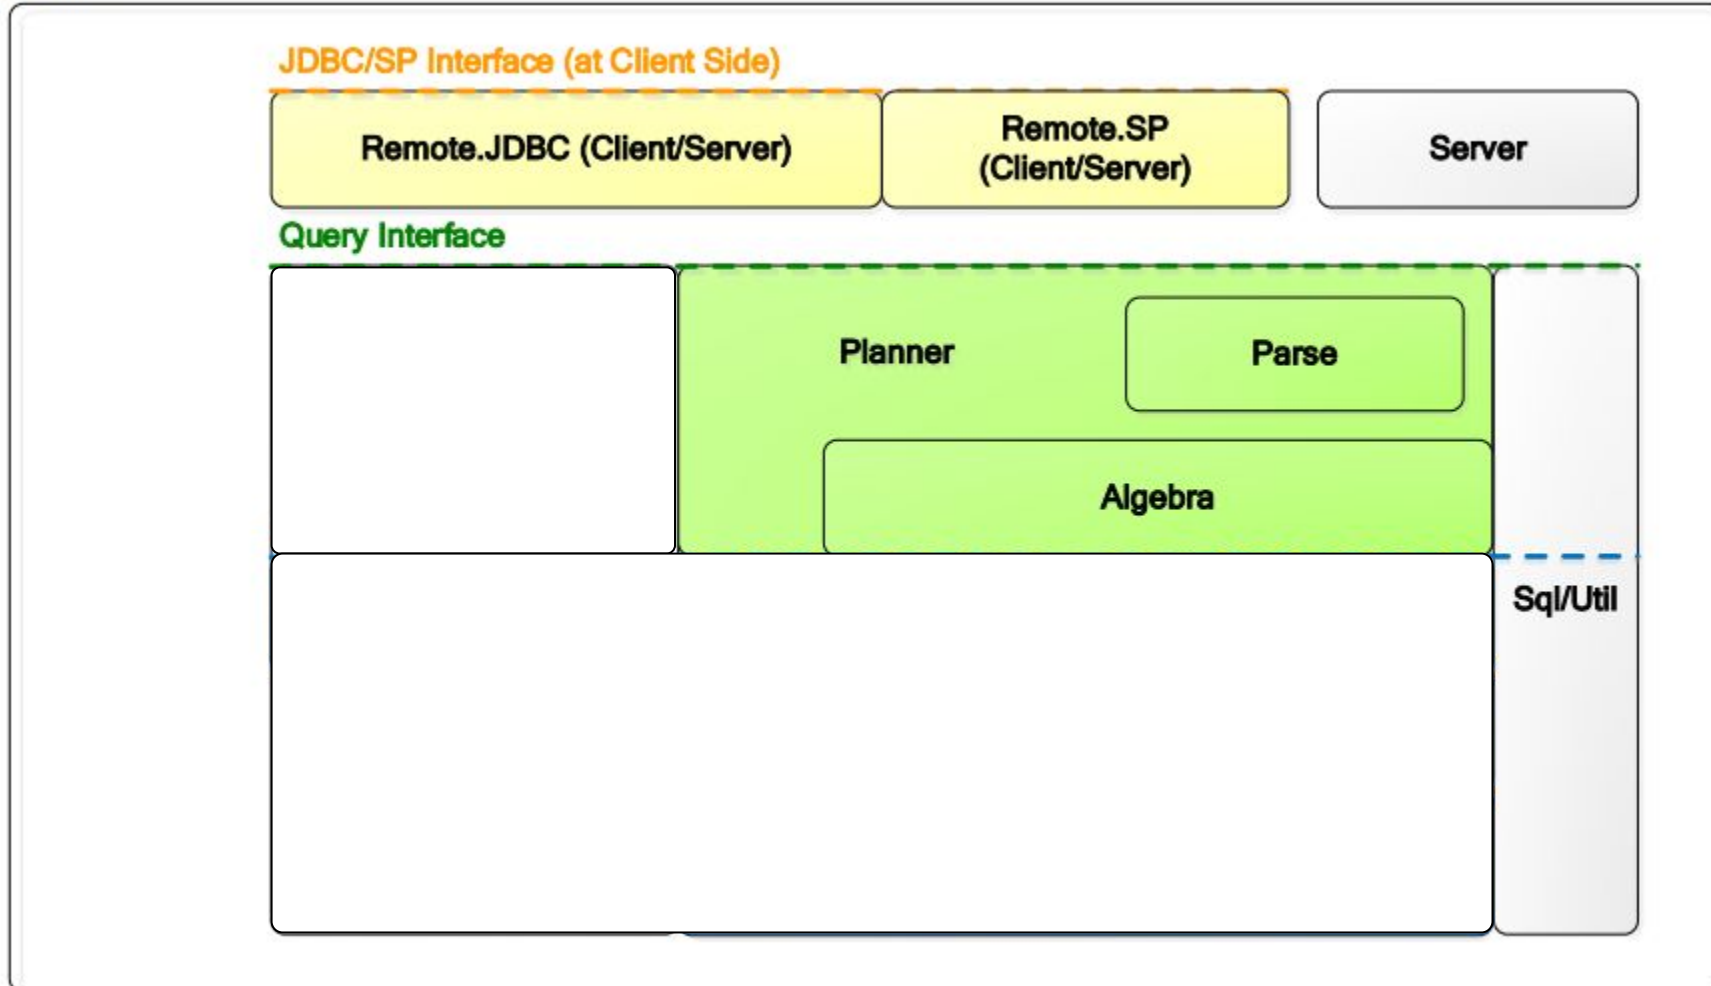 JDBC/SP Interface (at Client Side)
Remote.JDBC (Client/Server)
Remote.SP
(Client/Server)
Server
Query Interface
Planner
Parse
Algebra
Sql/Util